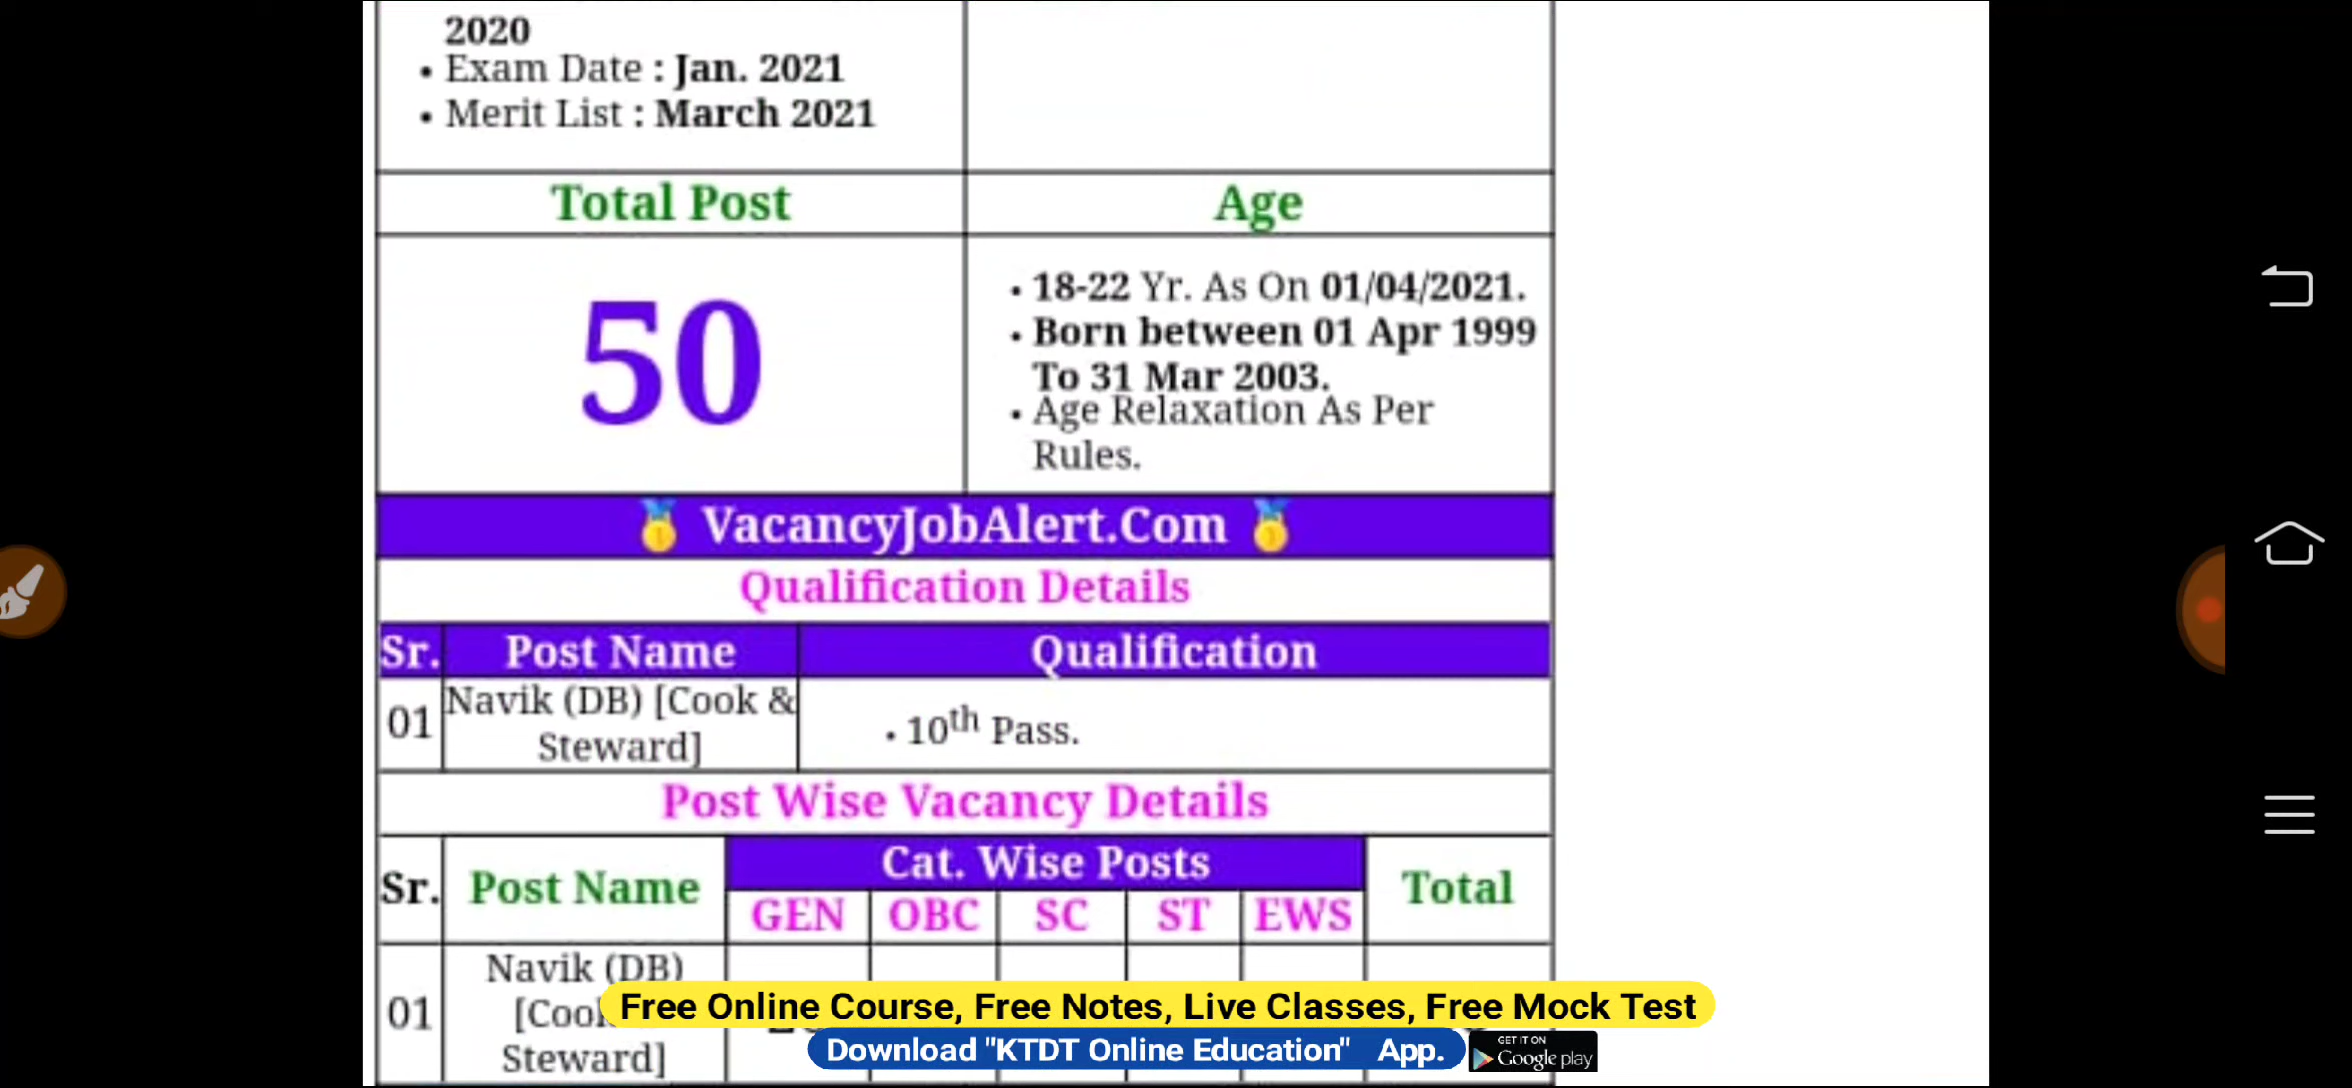 2020
• Exam Date : Jan. 2021
• Merit List : March 2021
Total Post
Age
50
• 18-22 Yr. As On 01/04/2021.
• Born between 01 Apr 1999
To 31 Mar 2003.
• Age Relaxation As Per
Rules.
VacancyJobAlert.Com
Qualification Details
Sr. Post Name Qualification
01 Navik (DB) [Cook &
Steward]
• 10th Pass.
Post Wise Vacancy Details
Sr. Post Name Cat. Wise Posts Total
GEN OBC SC ST EWS
01 Navik (DB)
Steward]
Free Online Course, Free Notes, Live Classes, Free Mock Test
Download "KTDT Online Education" App.
GET IT ON
Google play